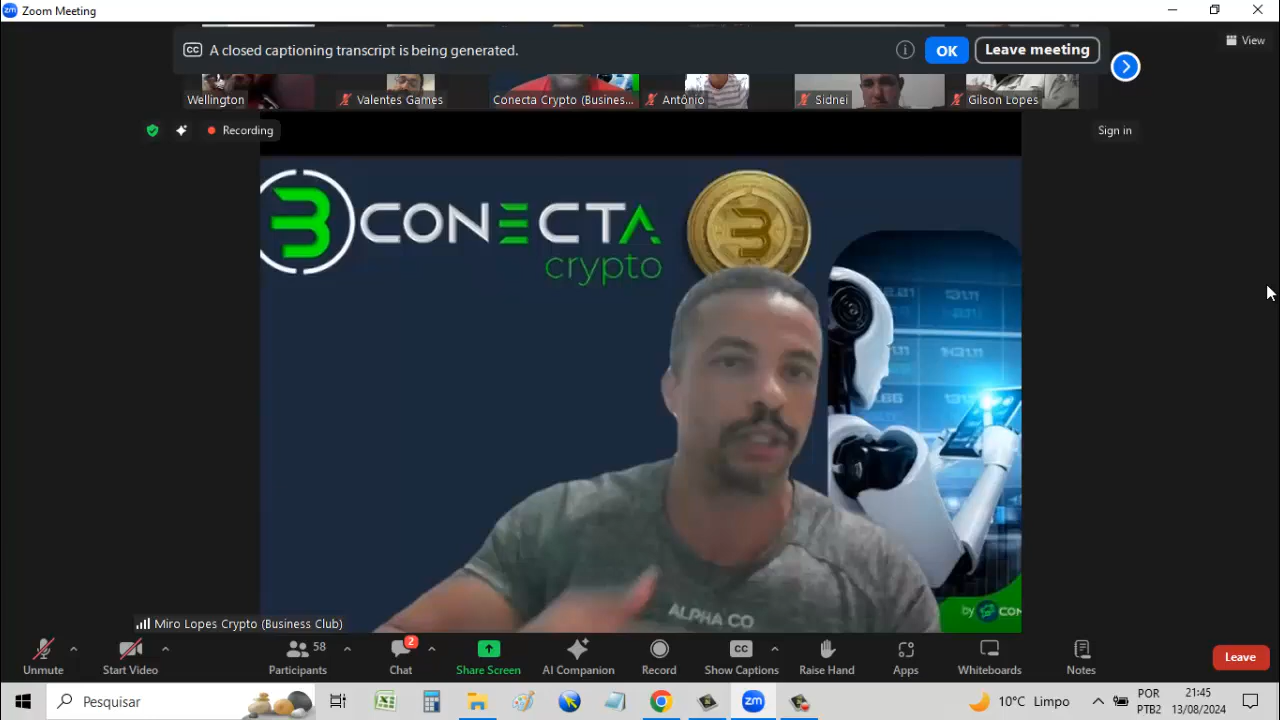 Zoom Meeting
CC A closed captioning transcript is being generated.
OK
Leave meeting
View
Wellington
Valentes Games
Conecta Crypto (Busines...
Antônio
Sidnei
Gilson Lopes
Recording
Sign in
CONECTA
crypto
ALPHA CO
by
Miro Lopes Crypto (Business Club)
Unmute
Start Video
58
Participants
2
Chat
Share Screen
AI Companion
Record
CC
Show Captions
Raise Hand
Apps
Whiteboards
Notes
Leave
Pesquisar
zm
10°C Limpo
POR
PTB2
21:45
13/08/2024